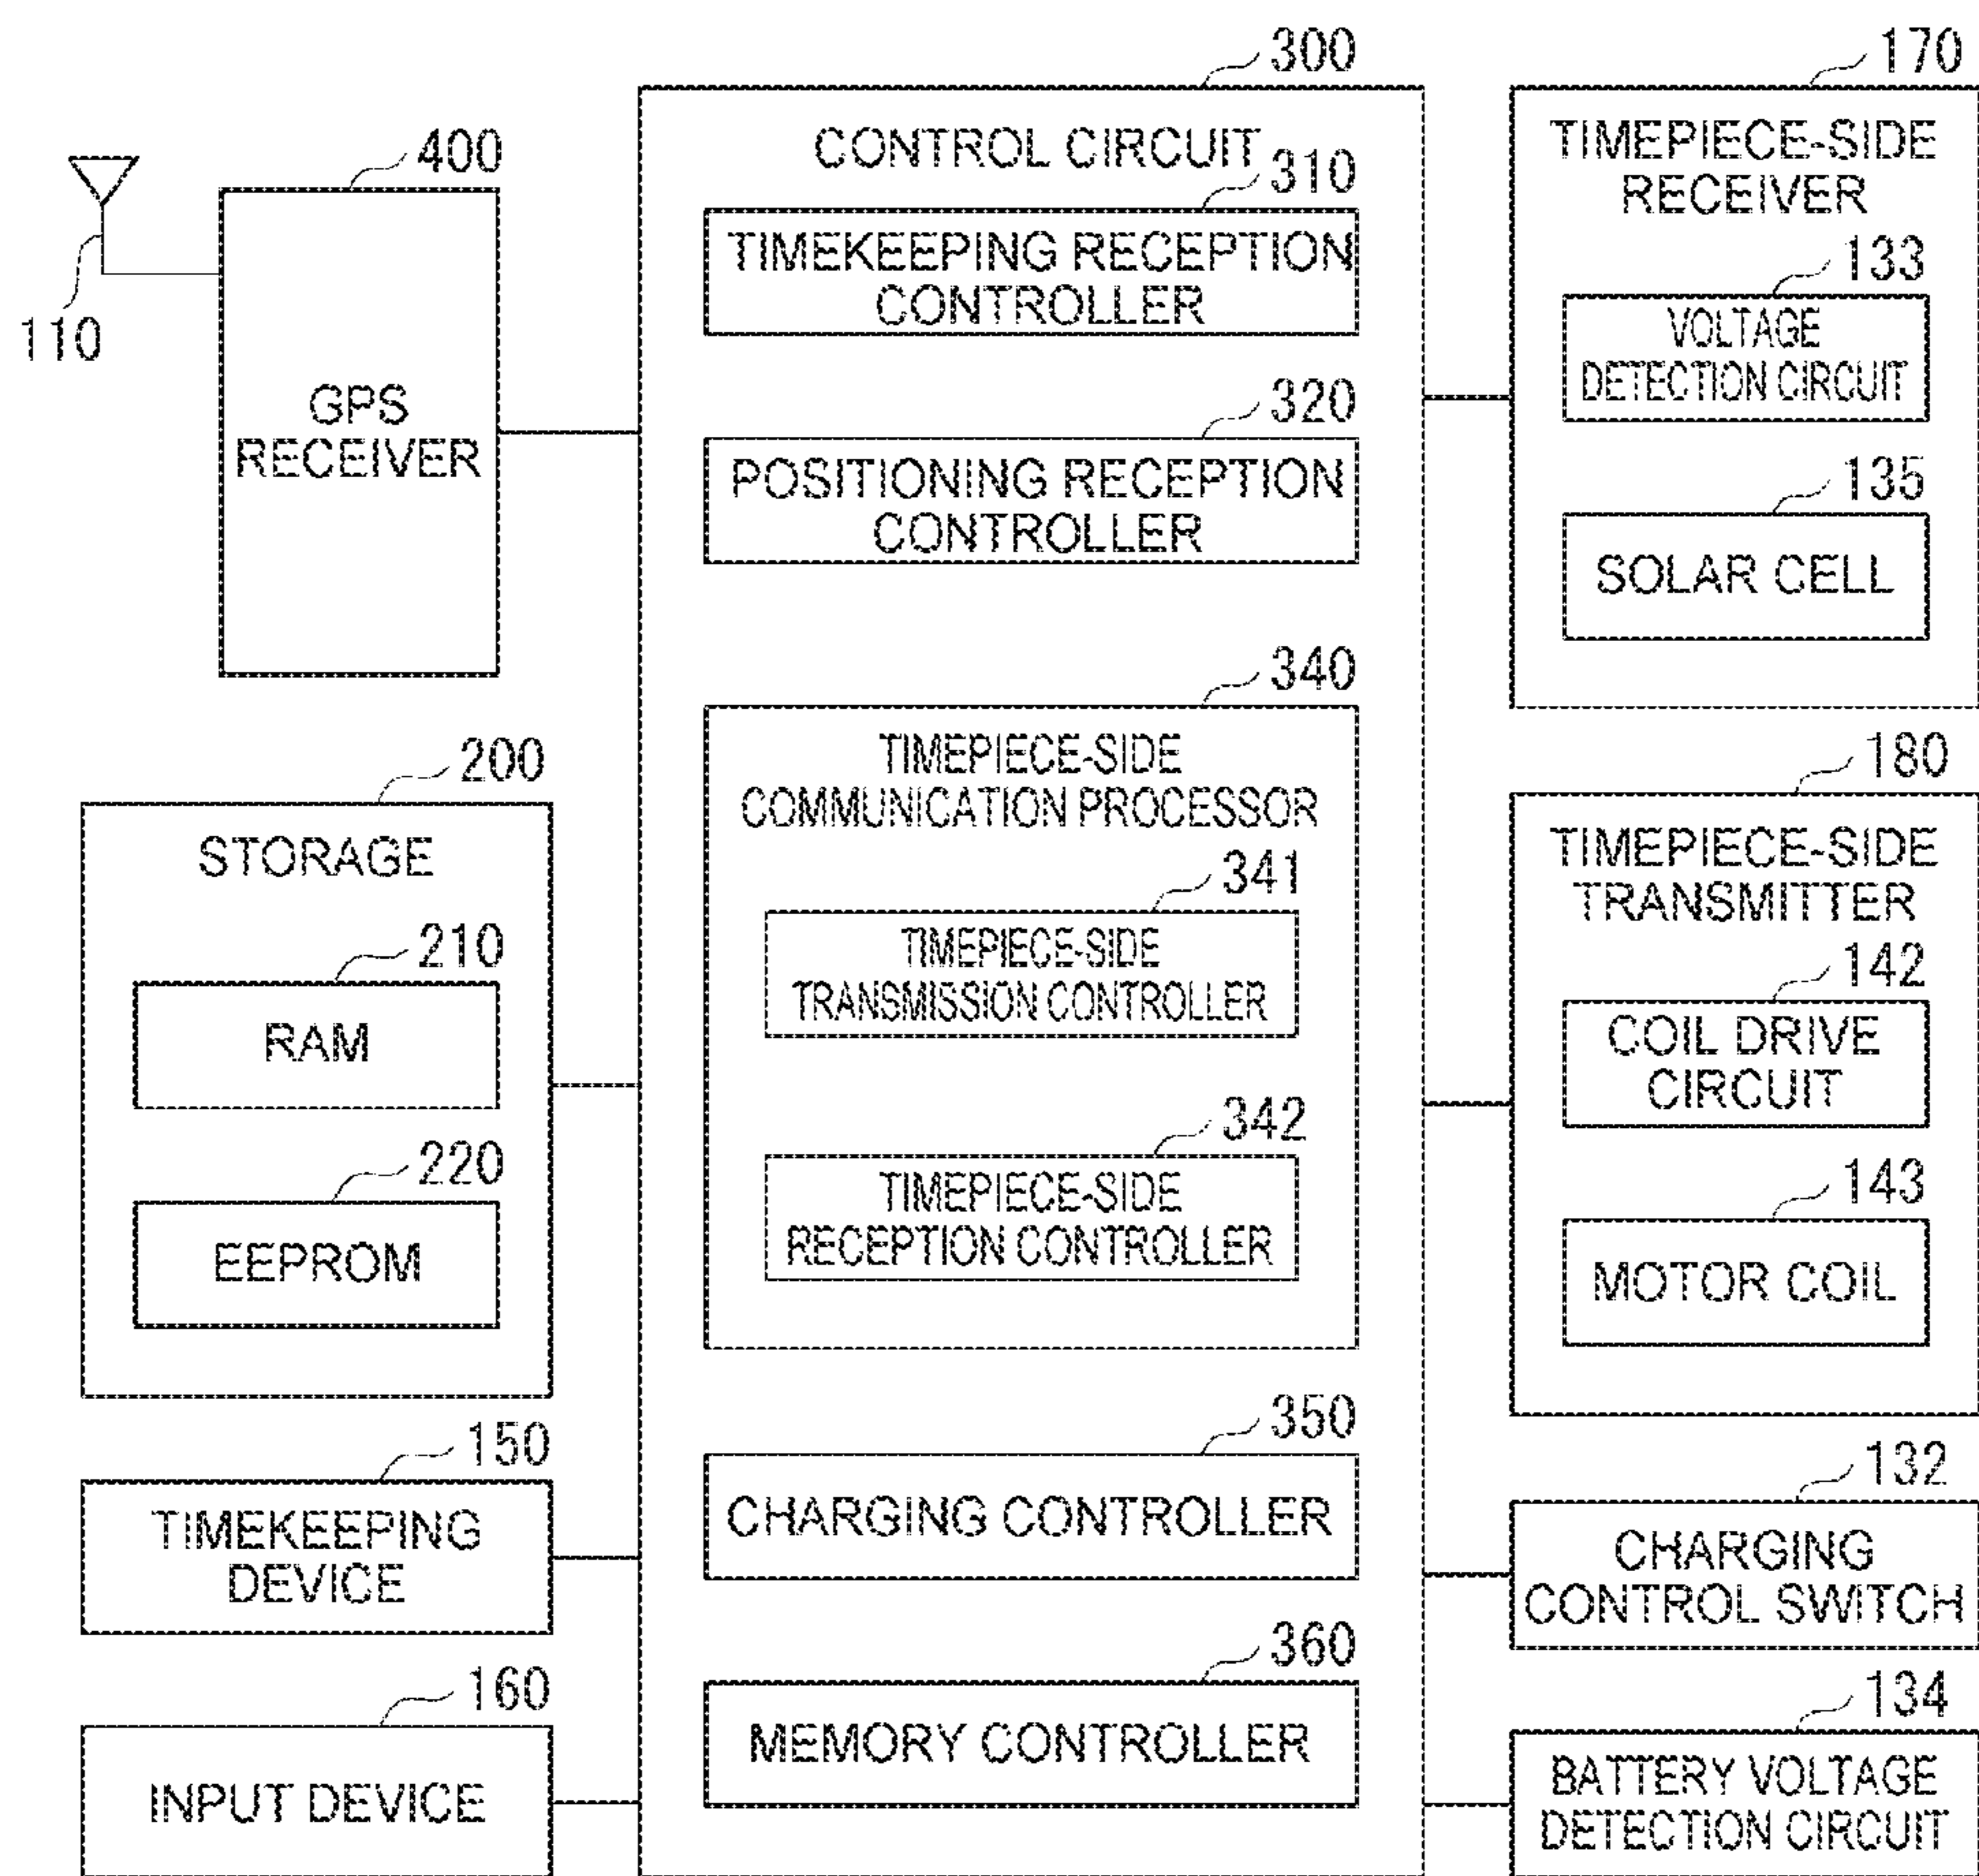 400
110
GPS
RECEIVER
200
STORAGE
210
RAM
220
EEPROM
150
TIMEKEEPING
DEVICE
160
INPUT DEVICE
300
CONTROL CIRCUIT
310
TIMEKEEPING RECEPTION
CONTROLLER
320
POSITIONING RECEPTION
CONTROLLER
340
TIMEPIECE-SIDE
COMMUNICATION PROCESSOR
341
TIMEPIECE-SIDE
TRANSMISSION CONTROLLER
342
TIMEPIECE-SIDE
RECEPTION CONTROLLER
350
CHARGING CONTROLLER
360
MEMORY CONTROLLER
170
TIMEPIECE-SIDE
RECEIVER
133
VOLTAGE
DETECTION CIRCUIT
135
SOLAR CELL
180
TIMEPIECE-SIDE
TRANSMITTER
142
COIL DRIVE
CIRCUIT
143
MOTOR COIL
132
CHARGING
CONTROL SWITCH
134
BATTERY VOLTAGE
DETECTION CIRCUIT